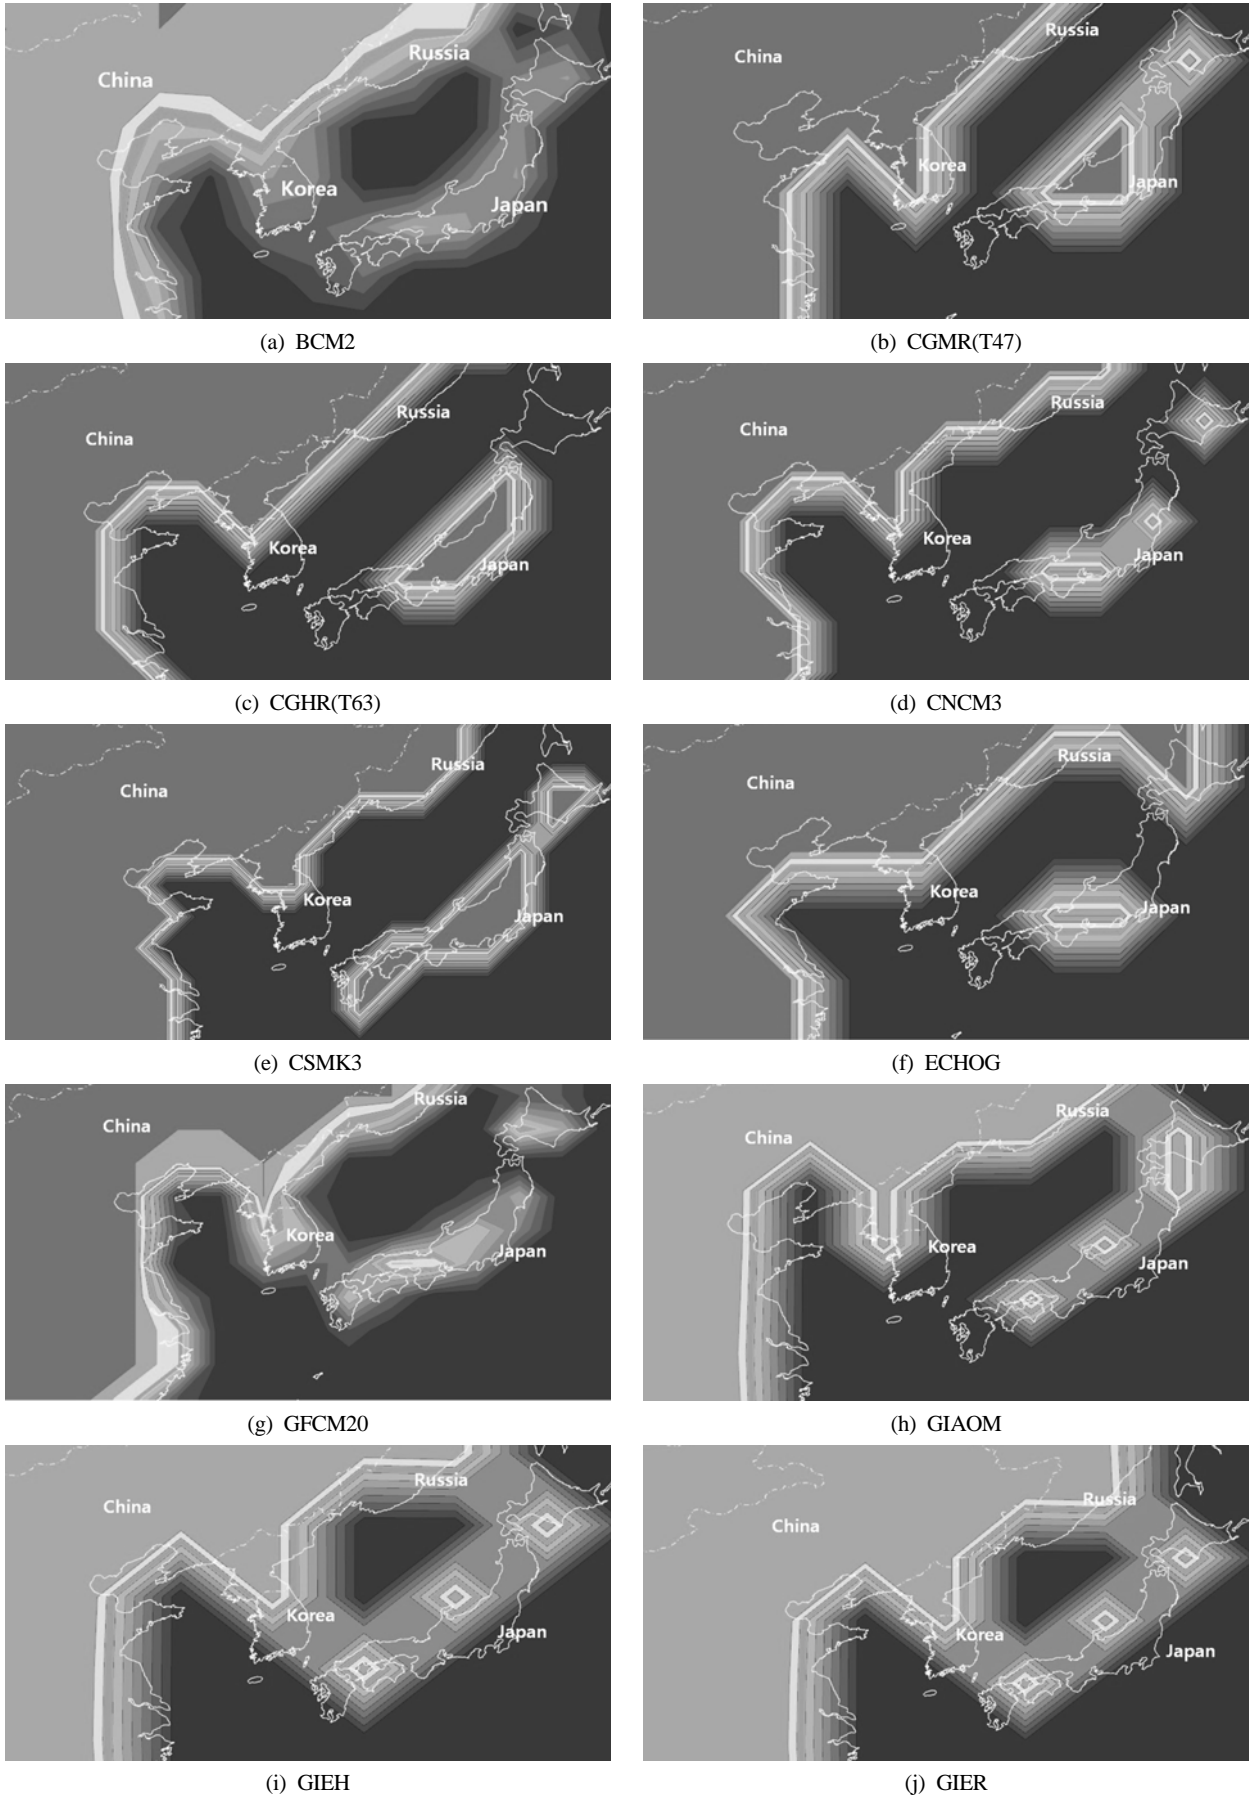 Russia
China
Korea
Japan
(a) BCM2
Russia
China
Korea
Japan
(b) CGMR(T47)
Russia
China
Korea
Japan
(c) CGHR(T63)
Russia
China
Korea
Japan
(d) CNCM3
Russia
China
Korea
Japan
(e) CSMK3
Russia
China
Korea
Japan
(f) ECHOG
Russia
China
Korea
Japan
(g) GFCM20
Russia
China
Korea
Japan
(h) GIAOM
Russia
China
Korea
Japan
(i) GIEH
Russia
China
Korea
Japan
(j) GIER